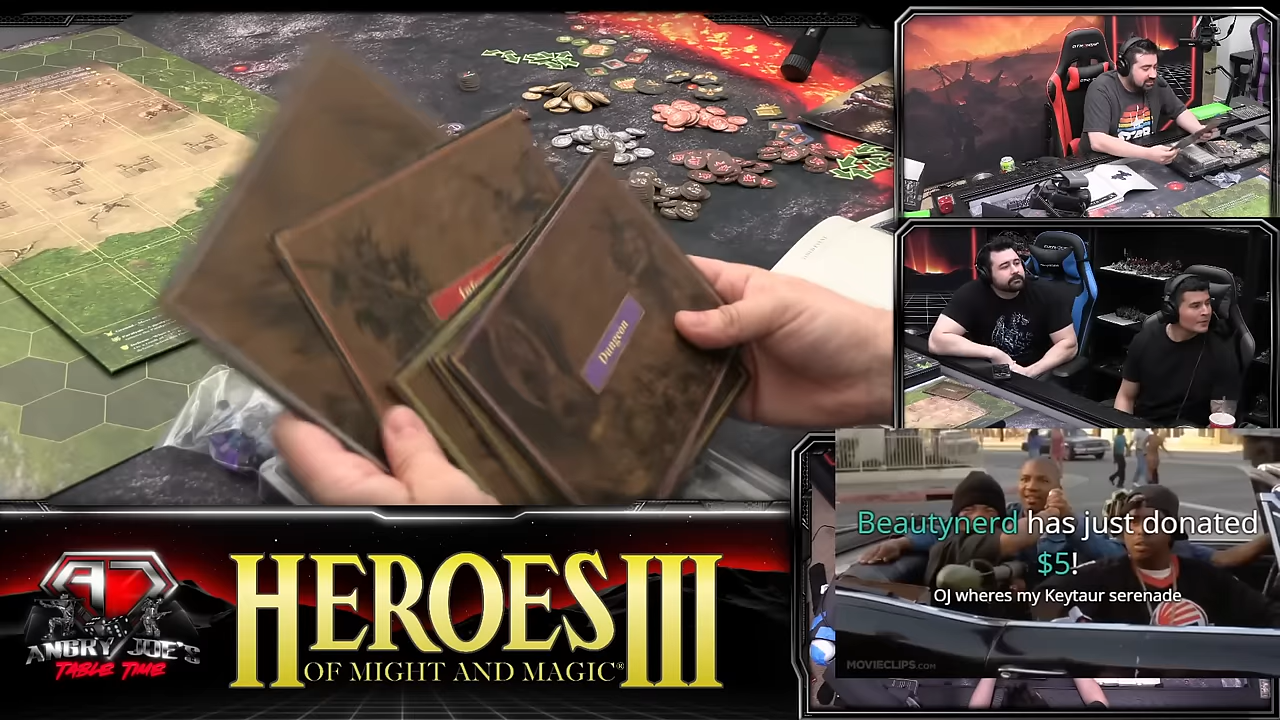 Dungeon
Beautynerd has just donated
$5!
OJ wheres my Keytaur serenade
MOVIECLIPS.COM
AJ
ANGRY JOE'S
TABLE TIME
HEROES III
OF MIGHT AND MAGIC®